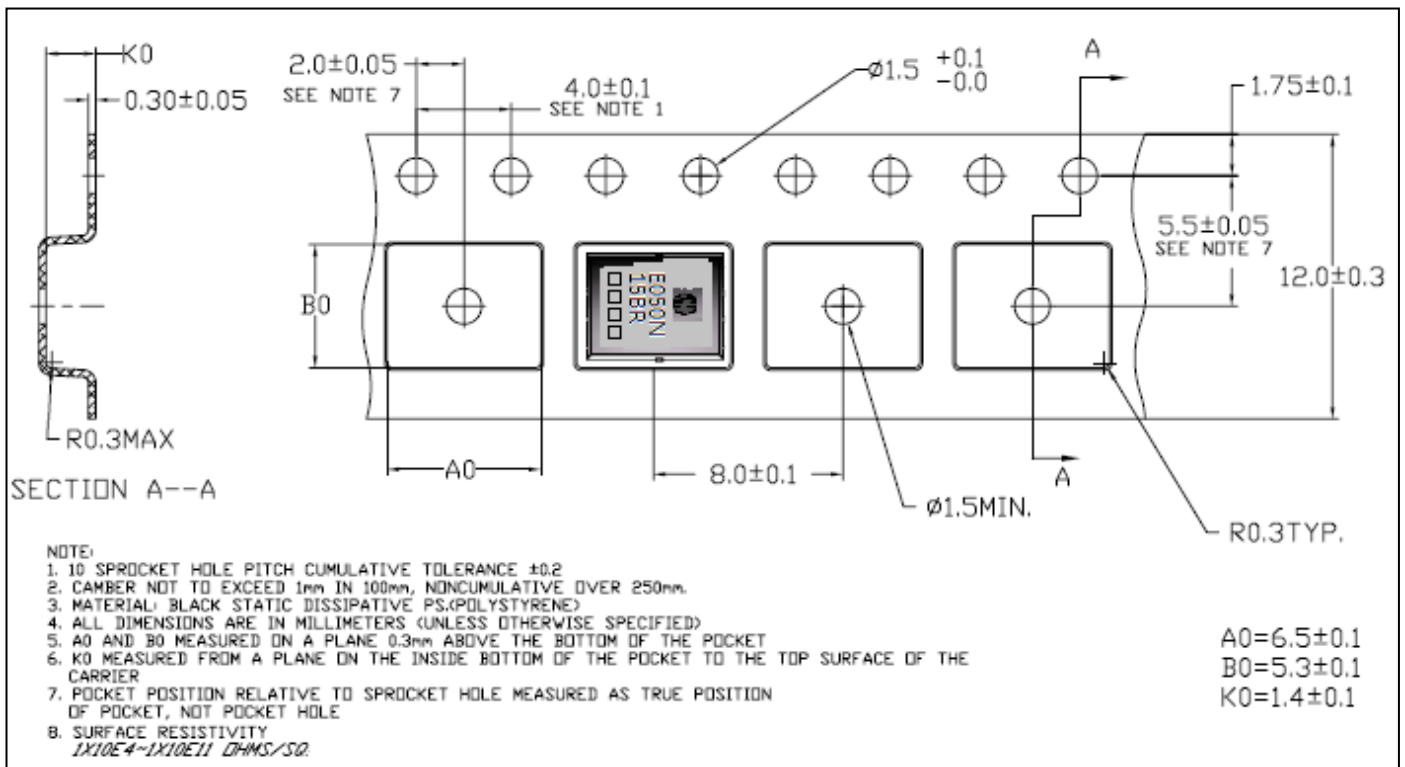 K0
0.30±0.05
R0.3MAX
SECTION A--A
2.0±0.05
SEE NOTE 7
4.0±0.1
SEE NOTE 1
Ø1.5 +0.1
-0.0
A
1.75±0.1
5.5±0.05
SEE NOTE 7
12.0±0.3
B0
E050N
15BR
□□□□
A0
8.0±0.1
Ø1.5MIN.
A
R0.3TYP.
NOTE:
1. 10 SPROCKET HOLE PITCH CUMULATIVE TOLERANCE ±0.2
2. CAMBER NOT TO EXCEED 1mm IN 100mm, NONCUMULATIVE OVER 250mm.
3. MATERIAL: BLACK STATIC DISSIPATIVE PS.(POLYSTYRENE)
4. ALL DIMENSIONS ARE IN MILLIMETERS (UNLESS OTHERWISE SPECIFIED)
5. A0 AND B0 MEASURED ON A PLANE 0.3mm ABOVE THE BOTTOM OF THE POCKET
6. K0 MEASURED FROM A PLANE ON THE INSIDE BOTTOM OF THE POCKET TO THE TOP SURFACE OF THE
CARRIER
7. POCKET POSITION RELATIVE TO SPROCKET HOLE MEASURED AS TRUE POSITION
OF POCKET, NOT POCKET HOLE
8. SURFACE RESISTIVITY
1X10E4~1X10E11 OHMS/SQ.
A0=6.5±0.1
B0=5.3±0.1
K0=1.4±0.1